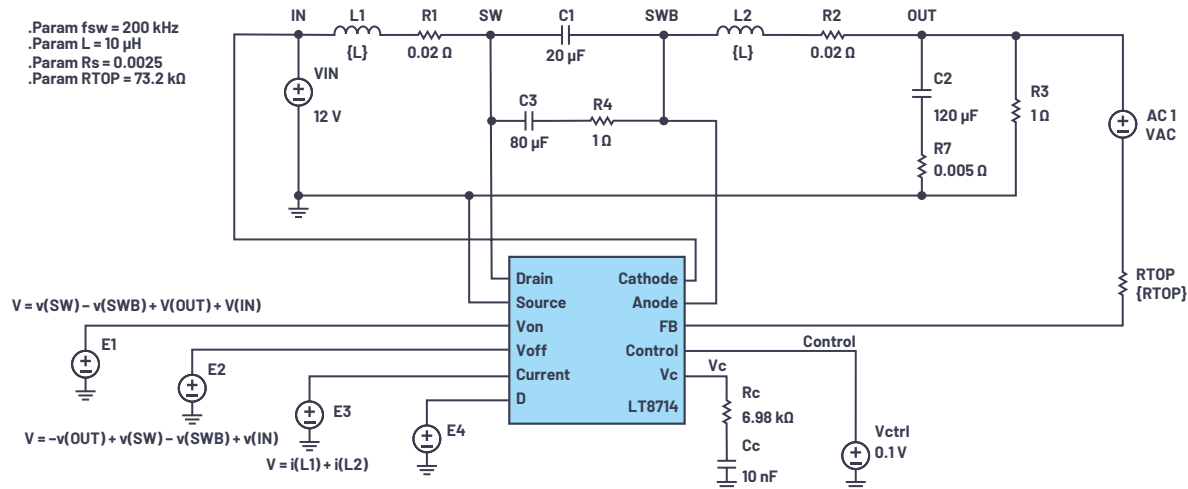 .Param fsw = 200 kHz
.Param L = 10 µH
.Param Rs = 0.0025
.Param RTOP = 73.2 kΩ
IN
L1
{L}
R1
0.02 Ω
SW
C1
20 µF
SWB
L2
{L}
R2
0.02 Ω
OUT
VIN
12 V
C3
80 µF
R4
1 Ω
C2
120 µF
R7
0.005 Ω
R3
1 Ω
AC 1
VAC
RTOP
{RTOP}
Drain
Source
Von
Voff
Current
D
Cathode
Anode
FB
Control
Vc
LT8714
V = v(SW) – v(SWB) + V(OUT) + V(IN)
E1
E2
V = –v(OUT) + v(SW) – v(SWB) + v(IN)
E3
V = i(L1) + i(L2)
E4
Control
Vc
Rc
6.98 kΩ
Cc
10 nF
Vctrl
0.1 V